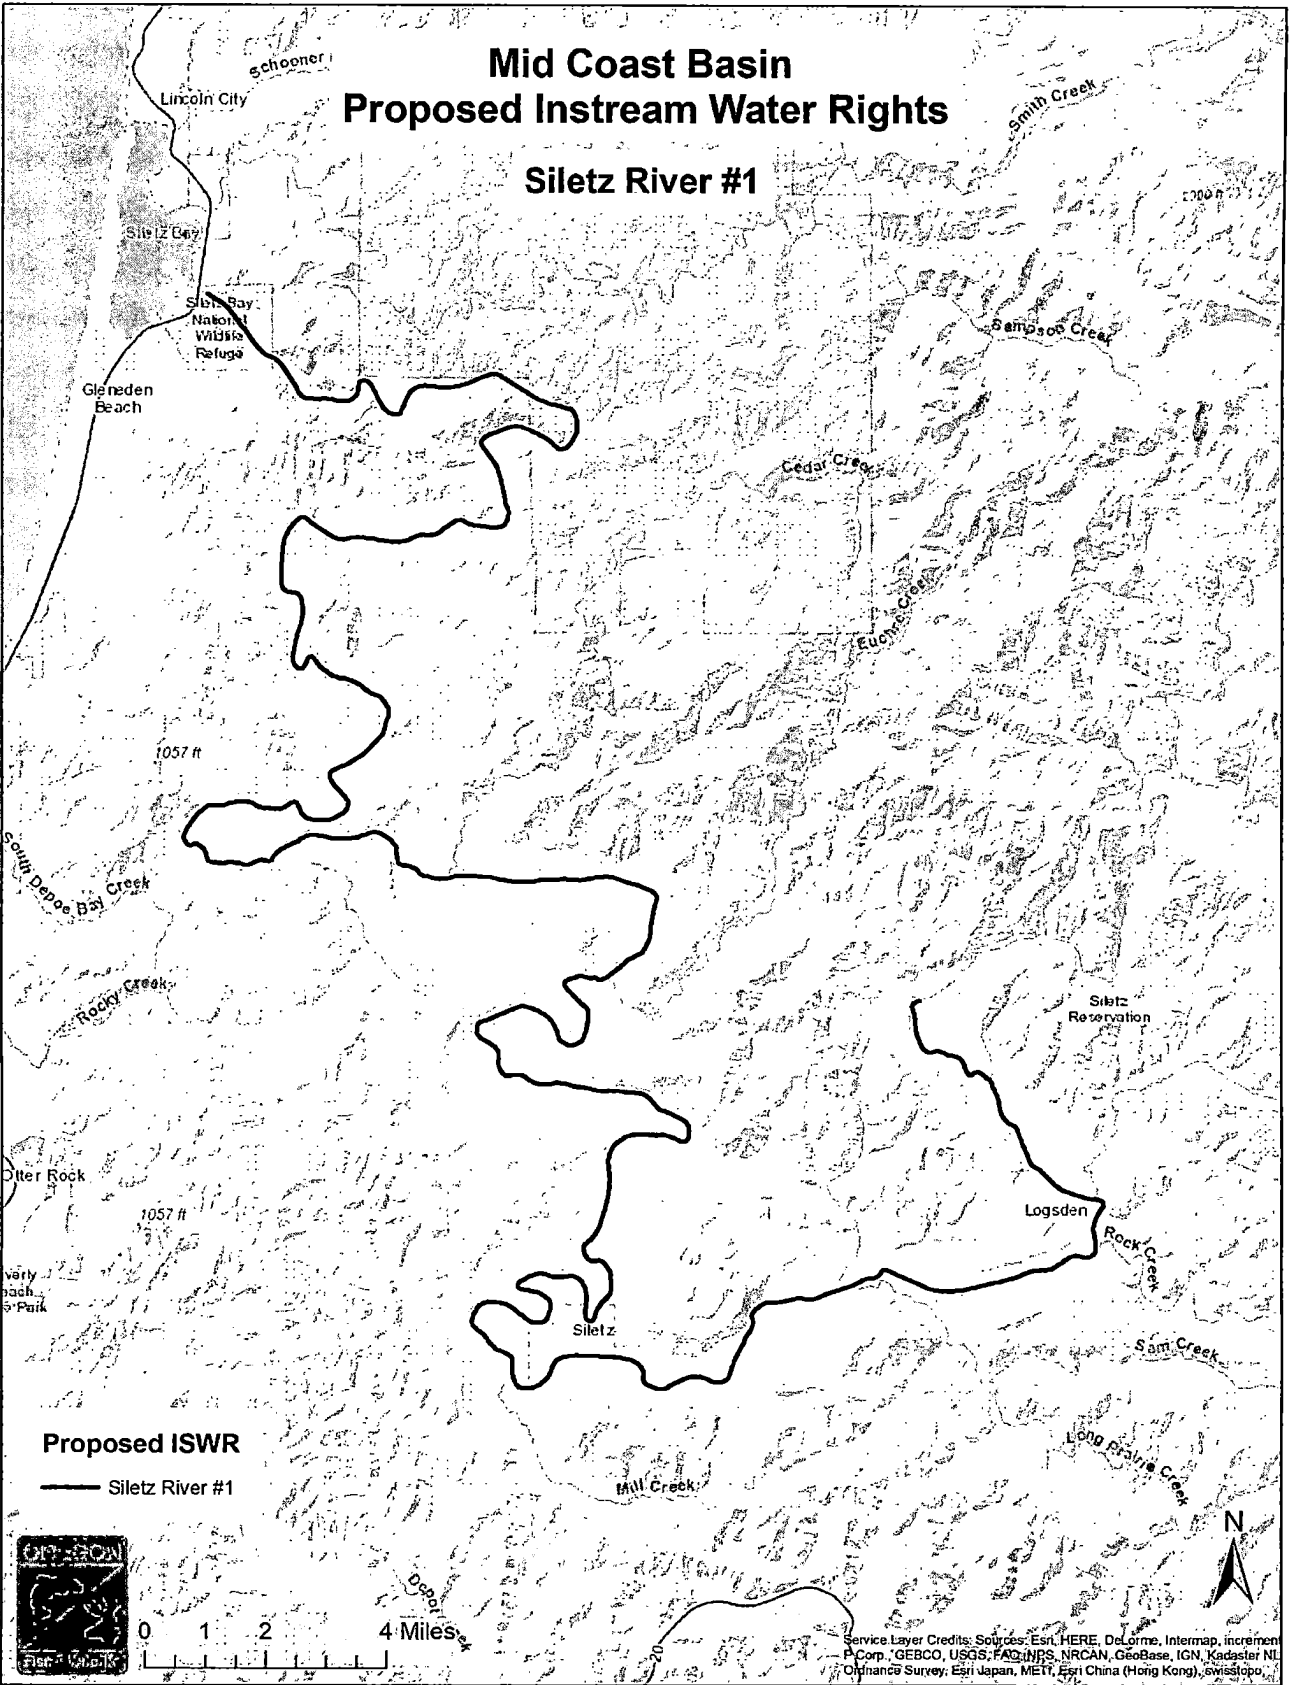 Mid Coast Basin
Proposed Instream Water Rights
Siletz River #1
Schooner
Lincoln City
Smith Creek
Siletz Bay
Siletz Bay
National
Wildlife
Refuge
Sampson Creek
Gleneden
Beach
Cedar Creek
Euchre Creek
1057 ft
South Depoe Bay Creek
Rocky Creek
Siletz
Reservation
Otter Rock
1057 ft
Logsden
Rock Creek
Siletz
Sam Creek
Long Prairie Creek
Mill Creek
Proposed ISWR
Siletz River #1
N
OREGON
Depot
0 1 2 4 Miles
20
Service Layer Credits: Sources: Esri, HERE, DeLorme, Intermap, increment
P Corp., GEBCO, USGS, FAO, NPS, NRCAN, GeoBase, IGN, Kadaster NL
Ordnance Survey, Esri Japan, METI, Esri China (Hong Kong), swisstopo,